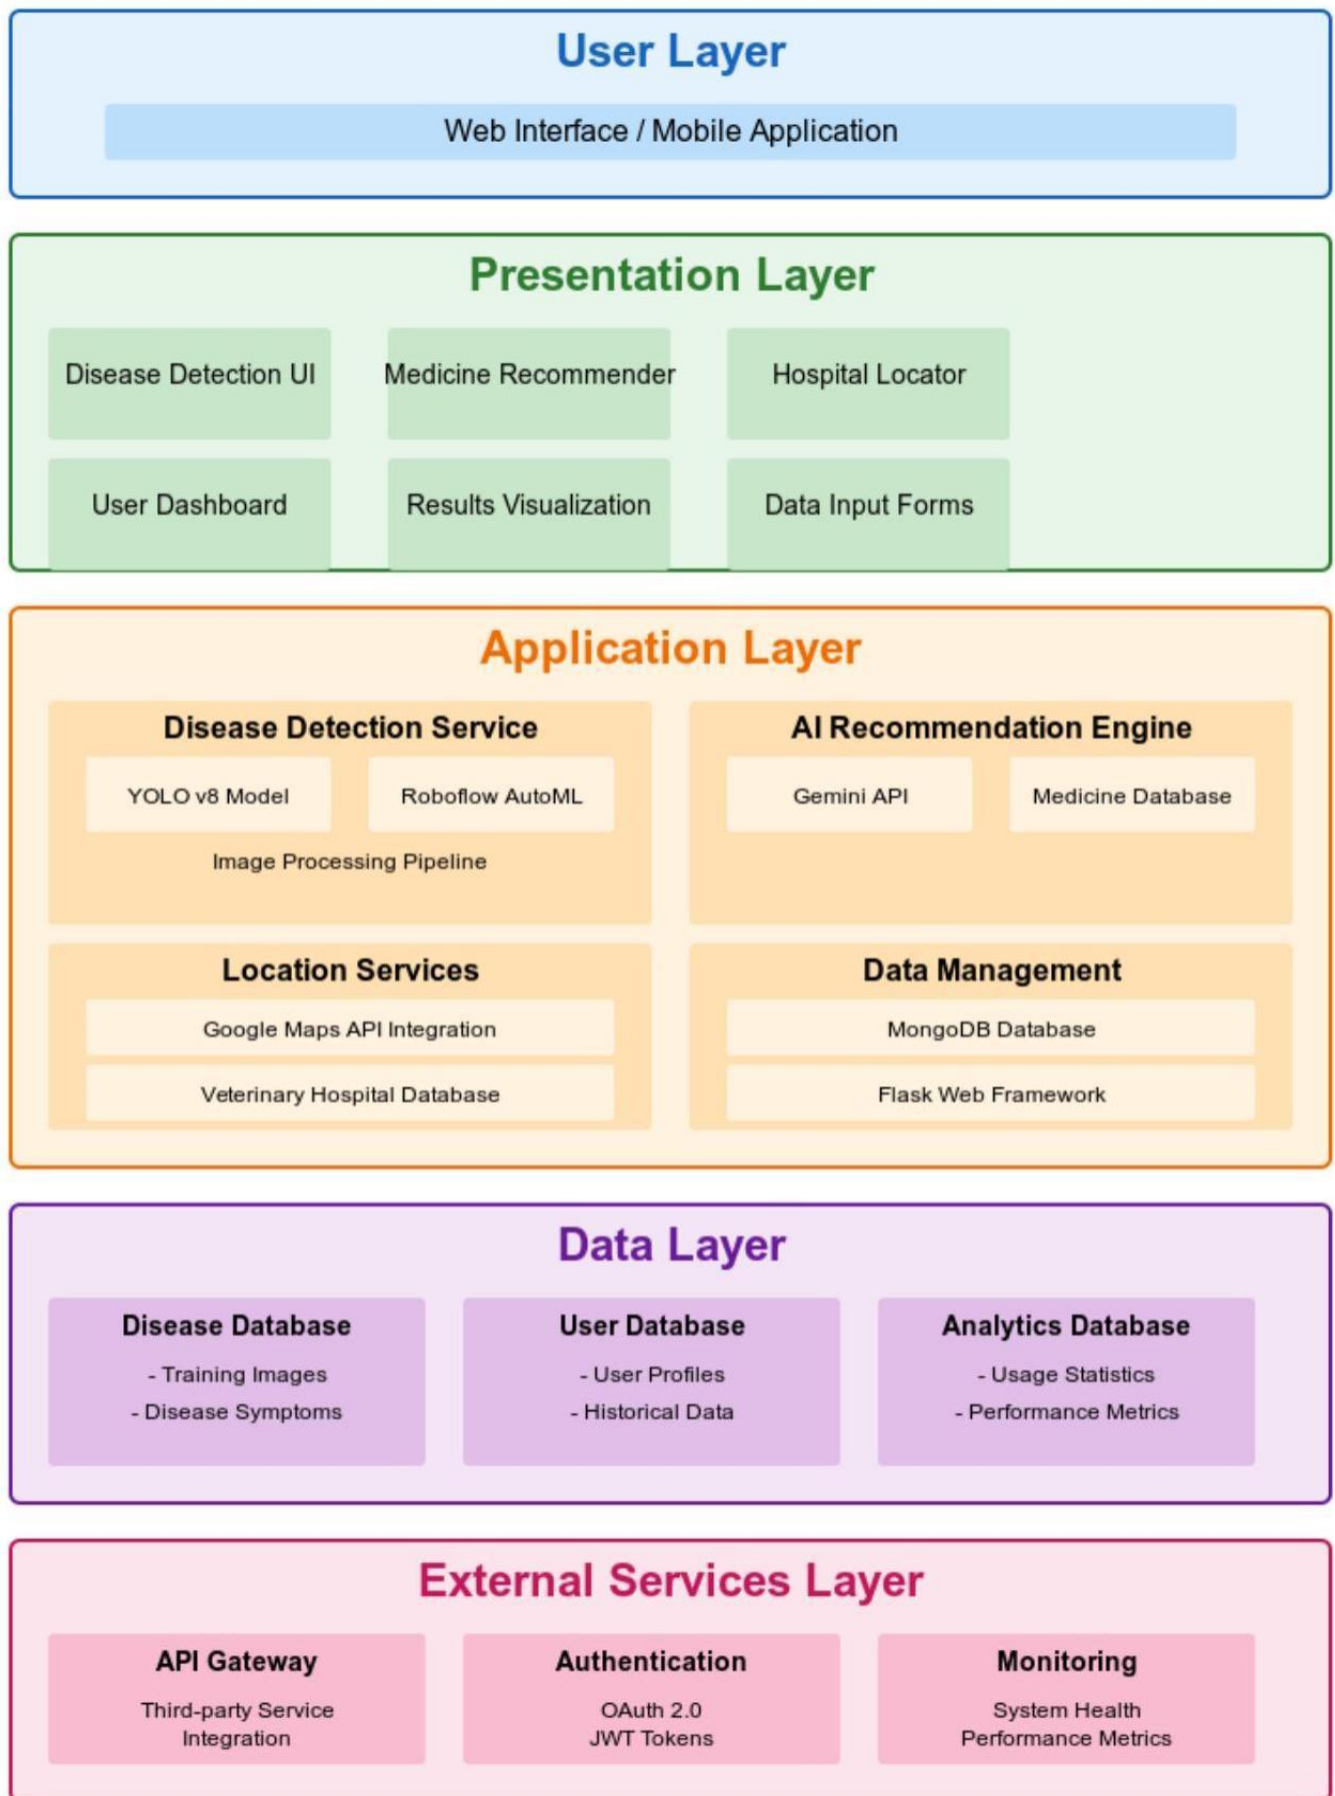 User Layer
Web Interface / Mobile Application
Presentation Layer
Disease Detection UI
Medicine Recommender
Hospital Locator
User Dashboard
Results Visualization
Data Input Forms
Application Layer
Disease Detection Service
YOLO v8 Model
Roboflow AutoML
Image Processing Pipeline
AI Recommendation Engine
Gemini API
Medicine Database
Location Services
Google Maps API Integration
Veterinary Hospital Database
Data Management
MongoDB Database
Flask Web Framework
Data Layer
Disease Database
- Training Images
- Disease Symptoms
User Database
- User Profiles
- Historical Data
Analytics Database
- Usage Statistics
- Performance Metrics
External Services Layer
API Gateway
Third-party Service
Integration
Authentication
OAuth 2.0
JWT Tokens
Monitoring
System Health
Performance Metrics